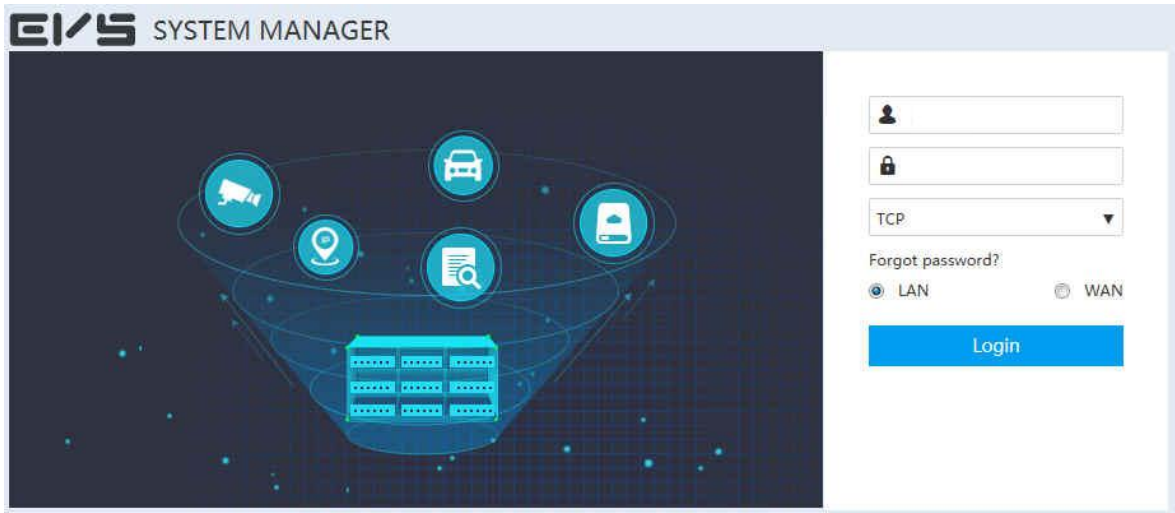 EVS SYSTEM MANAGER
TCP
Forgot password?
LAN WAN
Login